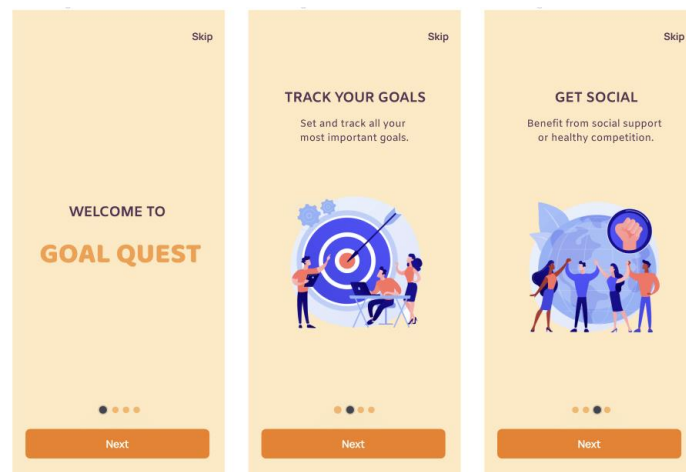 Skip
WELCOME TO
GOAL QUEST
Next
Skip
TRACK YOUR GOALS
Set and track all your
most important goals.
Next
Skip
GET SOCIAL
Benefit from social support
or healthy competition.
Next